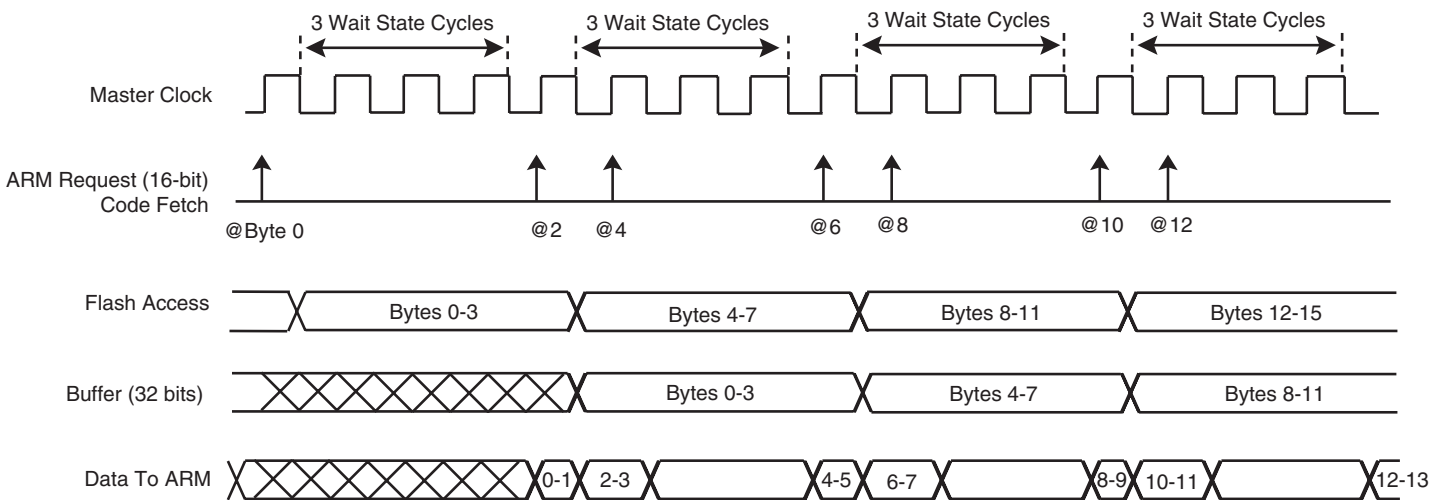 3 Wait State Cycles
3 Wait State Cycles
3 Wait State Cycles
3 Wait State Cycles
Master Clock
ARM Request (16-bit)
Code Fetch
@Byte 0
@2
@4
@6
@8
@10
@12
Flash Access
Bytes 0-3
Bytes 4-7
Bytes 8-11
Bytes 12-15
Buffer (32 bits)
Bytes 0-3
Bytes 4-7
Bytes 8-11
Data To ARM
0-1
2-3
4-5
6-7
8-9
10-11
12-13